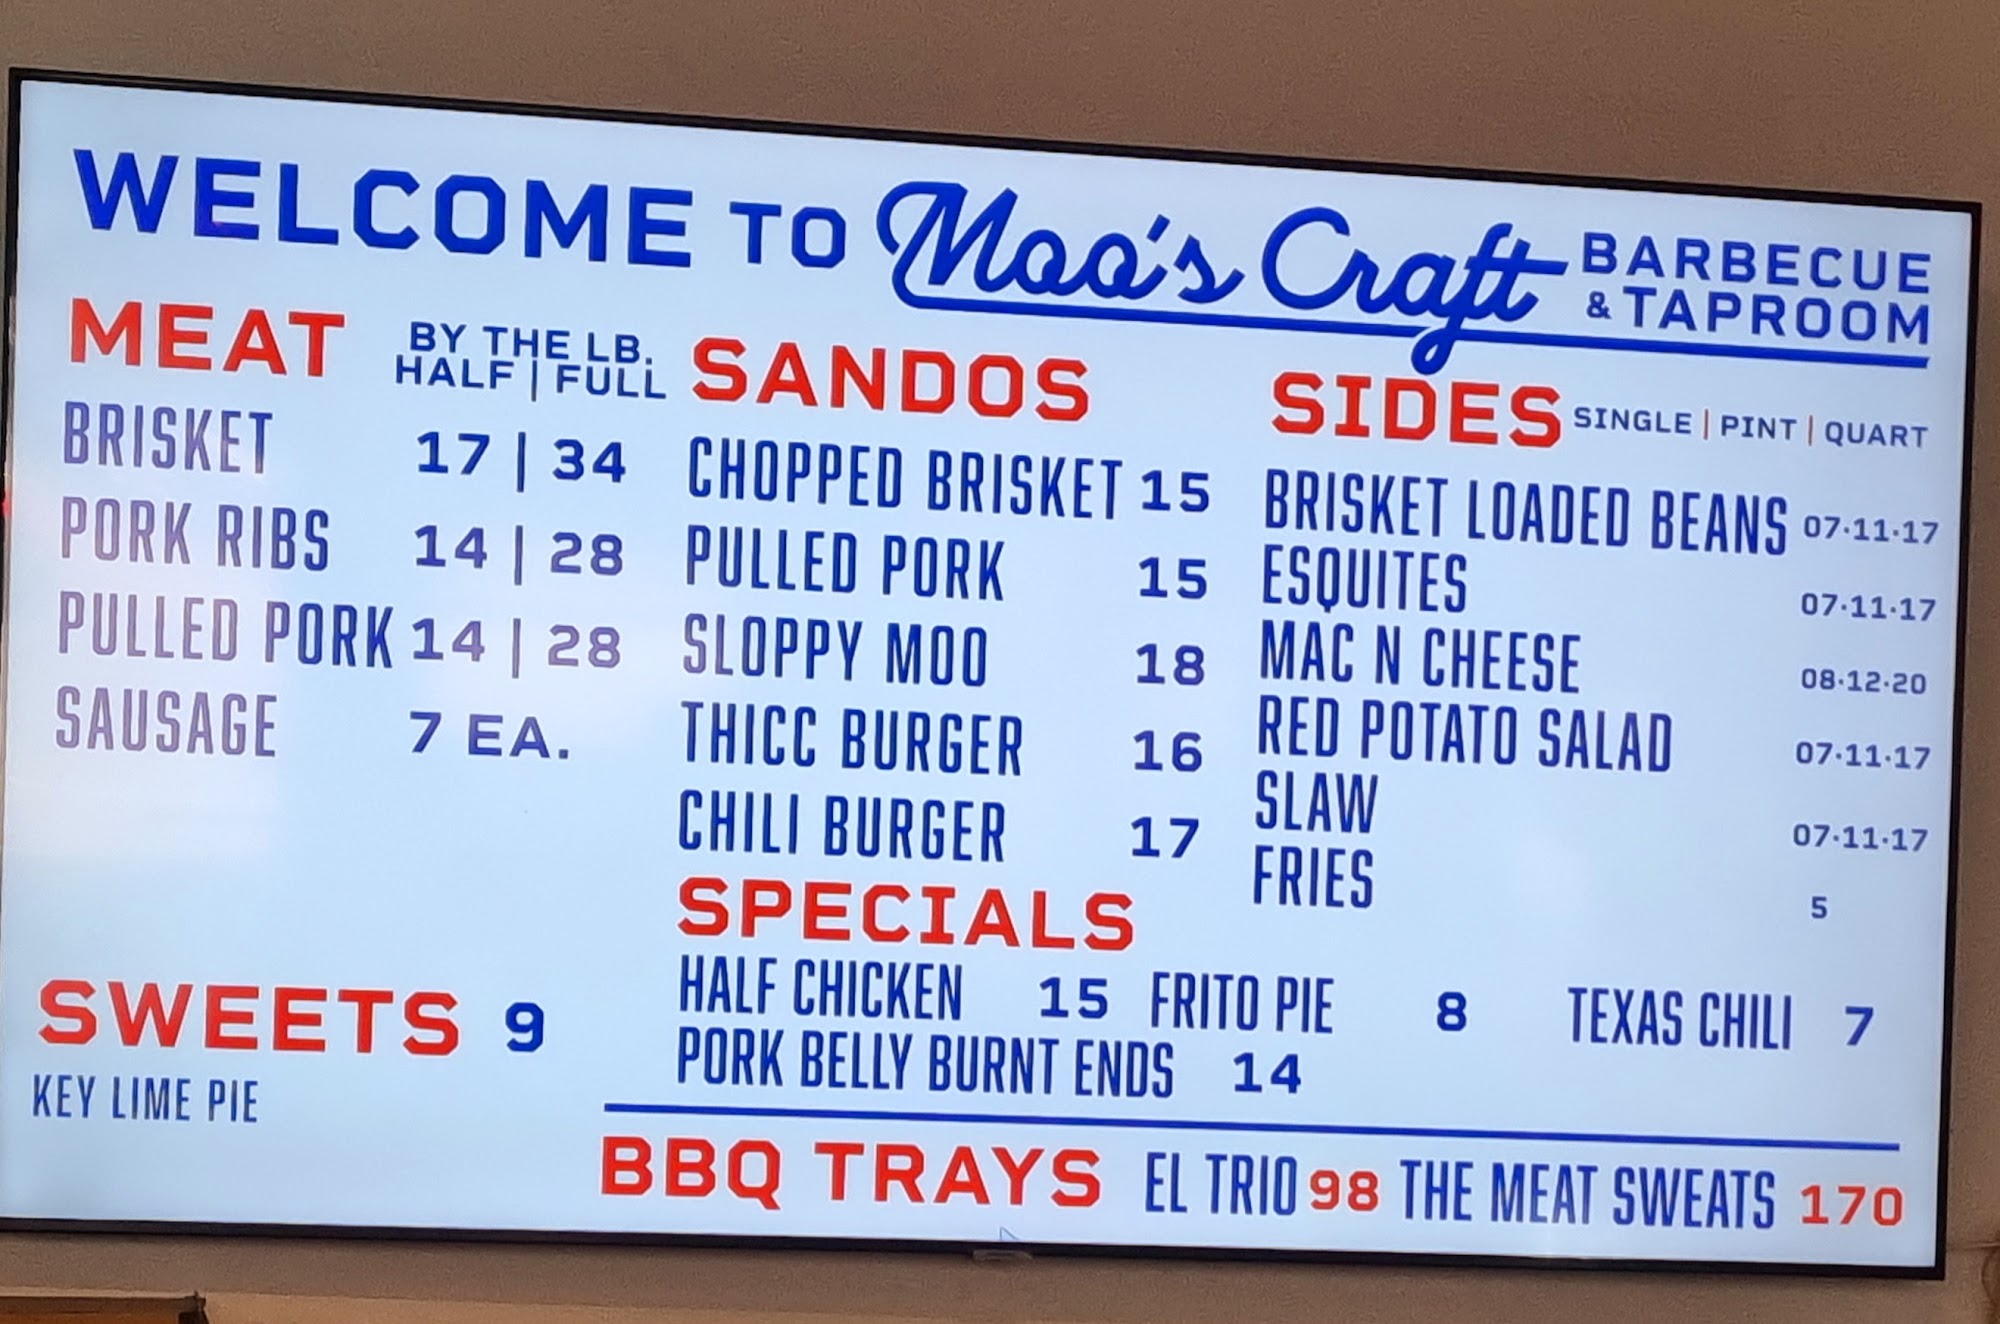 WELCOME TO Moo's Craft BARBECUE
& TAPROOM
MEAT BY THE LB.
HALF | FULL
BRISKET 17 | 34
PORK RIBS 14 | 28
PULLED PORK 14 | 28
SAUSAGE 7 EA.
SWEETS 9
KEY LIME PIE
SANDOS
CHOPPED BRISKET 15
PULLED PORK 15
SLOPPY MOO 18
THICC BURGER 16
CHILI BURGER 17
SIDES SINGLE | PINT | QUART
BRISKET LOADED BEANS 07·11·17
ESQUITES 07·11·17
MAC N CHEESE 08·12·20
RED POTATO SALAD 07·11·17
SLAW 07·11·17
FRIES 5
SPECIALS
HALF CHICKEN 15 FRITO PIE 8 TEXAS CHILI 7
PORK BELLY BURNT ENDS 14
BBQ TRAYS EL TRIO 98 THE MEAT SWEATS 170